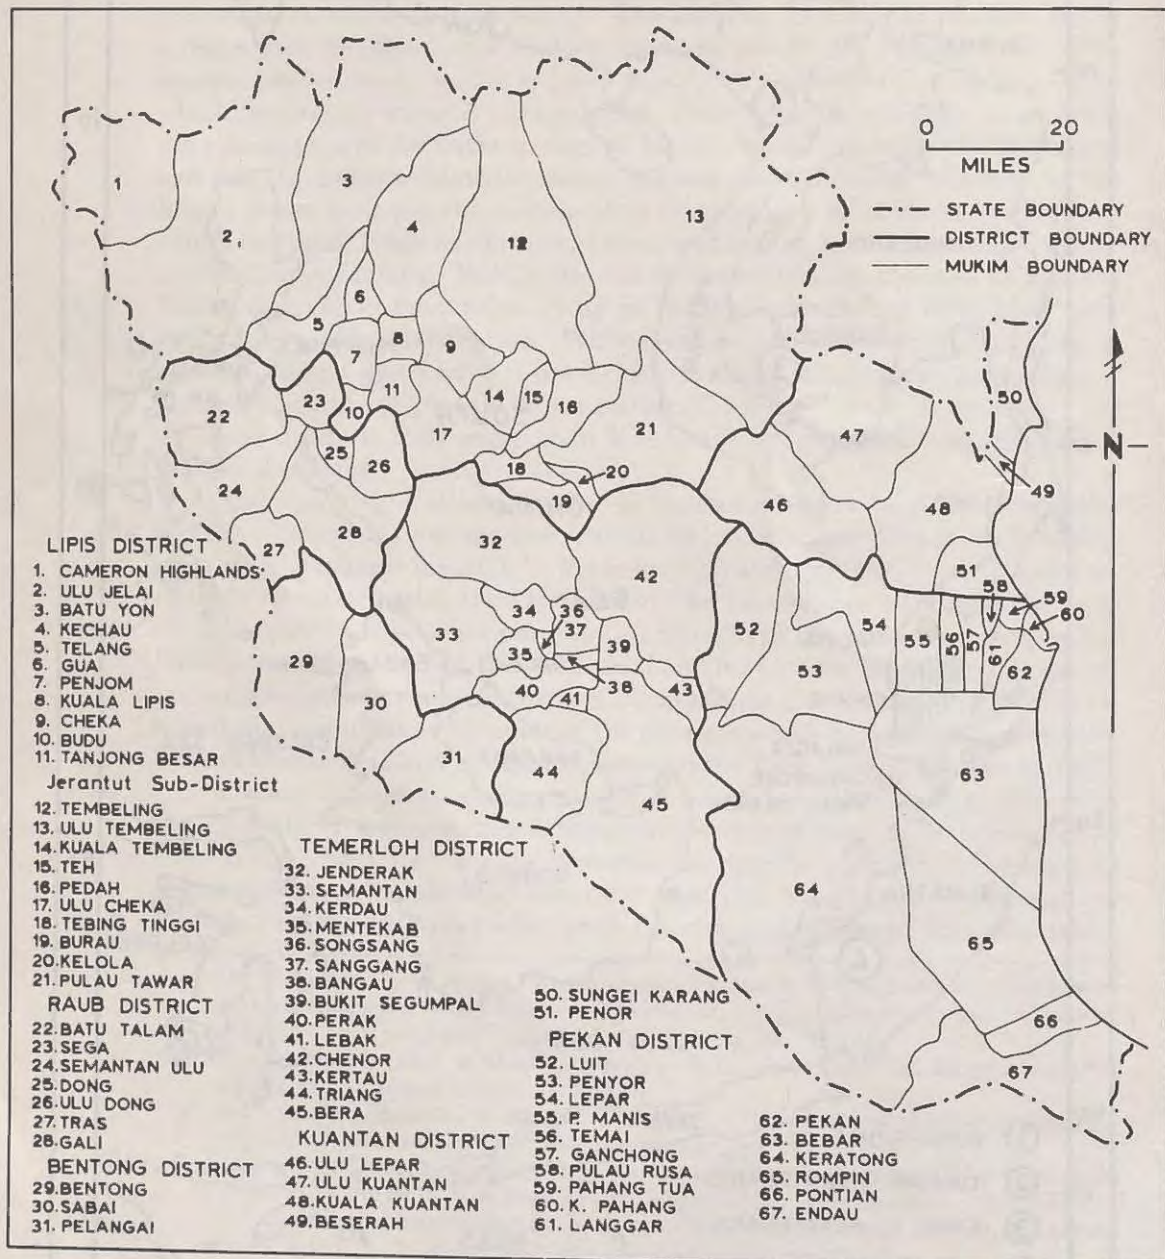 0 20
MILES
STATE BOUNDARY
DISTRICT BOUNDARY
MUKIM BOUNDARY
N
1
2
3
4
5
6
7
8
9
10
11
12
13
14
15
16
17
18
19
20
21
22
23
24
25
26
27
28
29
30
31
32
33
34
35
36
37
38
39
40
41
42
43
44
45
46
47
48
49
50
51
52
53
54
55
56
57
58
59
60
61
62
63
64
65
66
67
LIPIS DISTRICT
1. CAMERON HIGHLANDS
2. ULU JELAI
3. BATU YON
4. KECHAU
5. TELANG
6. GUA
7. PENJOM
8. KUALA LIPIS
9. CHEKA
10. BUDU
11. TANJONG BESAR
Jerantut Sub-District
12. TEMBELING
13. ULU TEMBELING
14. KUALA TEMBELING
15. TEH
16. PEDAH
17. ULU CHEKA
18. TEBING TINGGI
19. BURAU
20. KELOLA
21. PULAU TAWAR
RAUB DISTRICT
22. BATU TALAM
23. SEGA
24. SEMANTAN ULU
25. DONG
26. ULU DONG
27. TRAS
28. GALI
BENTONG DISTRICT
29. BENTONG
30. SABAI
31. PELANGAI
TEMERLOH DISTRICT
32. JENDERAK
33. SEMANTAN
34. KERDAU
35. MENTEKAB
36. SONGSANG
37. SANGGANG
38. BANGAU
39. BUKIT SEGUMPAL
40. PERAK
41. LEBAK
42. CHENOR
43. KERTAU
44. TRIANG
45. BERA
KUANTAN DISTRICT
46. ULU LEPAR
47. ULU KUANTAN
48. KUALA KUANTAN
49. BESERAH
50. SUNGEI KARANG
51. PENOR
PEKAN DISTRICT
52. LUIT
53. PENYOR
54. LEPAR
55. P. MANIS
56. TEMAI
57. GANCHONG
58. PULAU RUSA
59. PAHANG TUA
60. K. PAHANG
61. LANGGAR
62. PEKAN
63. BEBAR
64. KERATONG
65. ROMPIN
66. PONTIAN
67. ENDAU